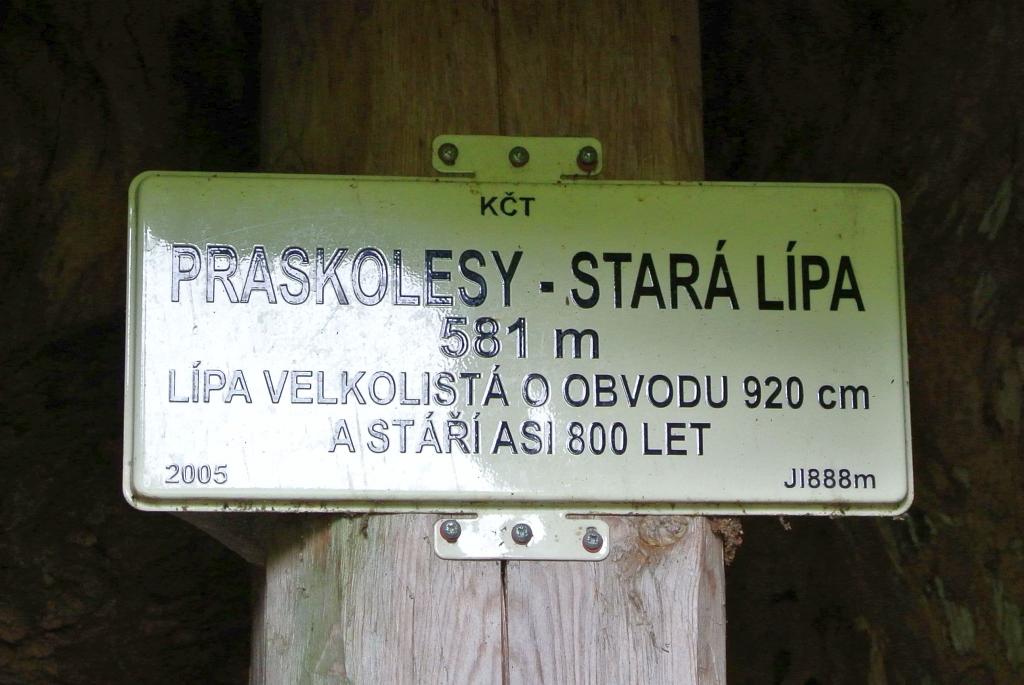 KČT
PRASKOLESY - STARÁ LÍPA
581 m
LÍPA VELKOLISTÁ O OBVODU 920 cm
A STÁŘÍ ASI 800 LET
2005 JI888m